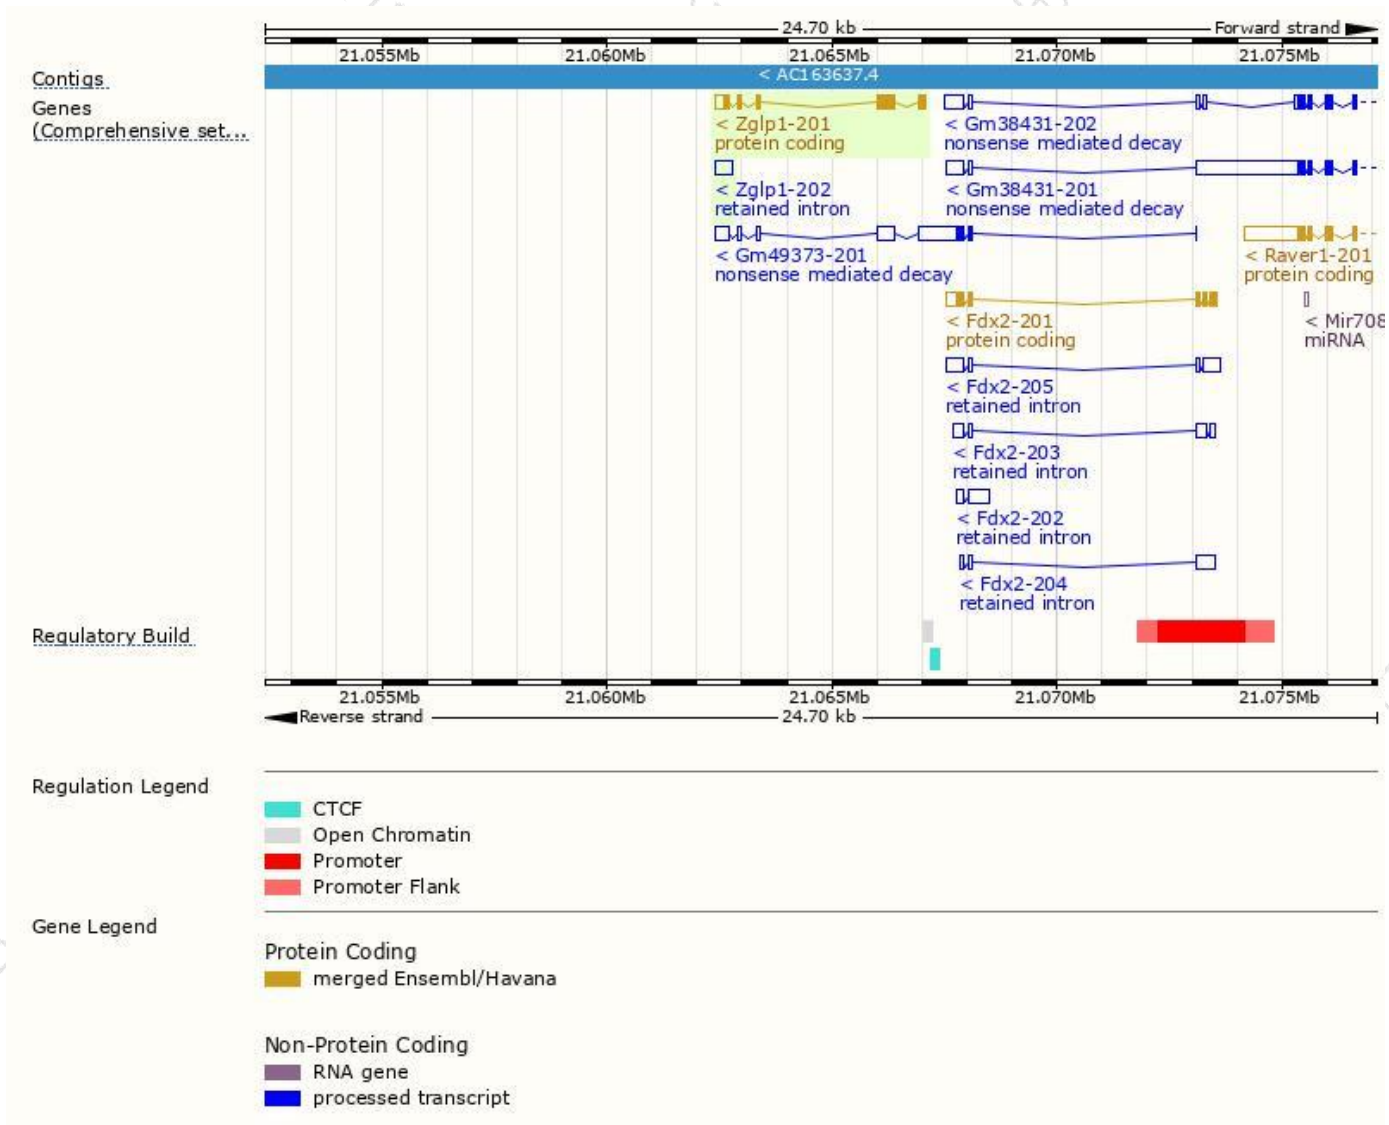 24.70 kb Forward strand
21.055Mb 21.060Mb 21.065Mb 21.070Mb 21.075Mb
Contigs < AC163637.4
Genes
(Comprehensive set...
< Zglp1-201 < Gm38431-202
protein coding nonsense mediated decay
< Zglp1-202 < Gm38431-201
retained intron nonsense mediated decay
< Gm49373-201 < Raver1-201
nonsense mediated decay protein coding
< Fdx2-201 < Mir708
protein coding miRNA
< Fdx2-205
retained intron
< Fdx2-203
retained intron
< Fdx2-202
retained intron
< Fdx2-204
retained intron
Regulatory Build
21.055Mb 21.060Mb 21.065Mb 21.070Mb 21.075Mb
Reverse strand 24.70 kb
Regulation Legend
CTCF
Open Chromatin
Promoter
Promoter Flank
Gene Legend
Protein Coding
merged Ensembl/Havana
Non-Protein Coding
RNA gene
processed transcript